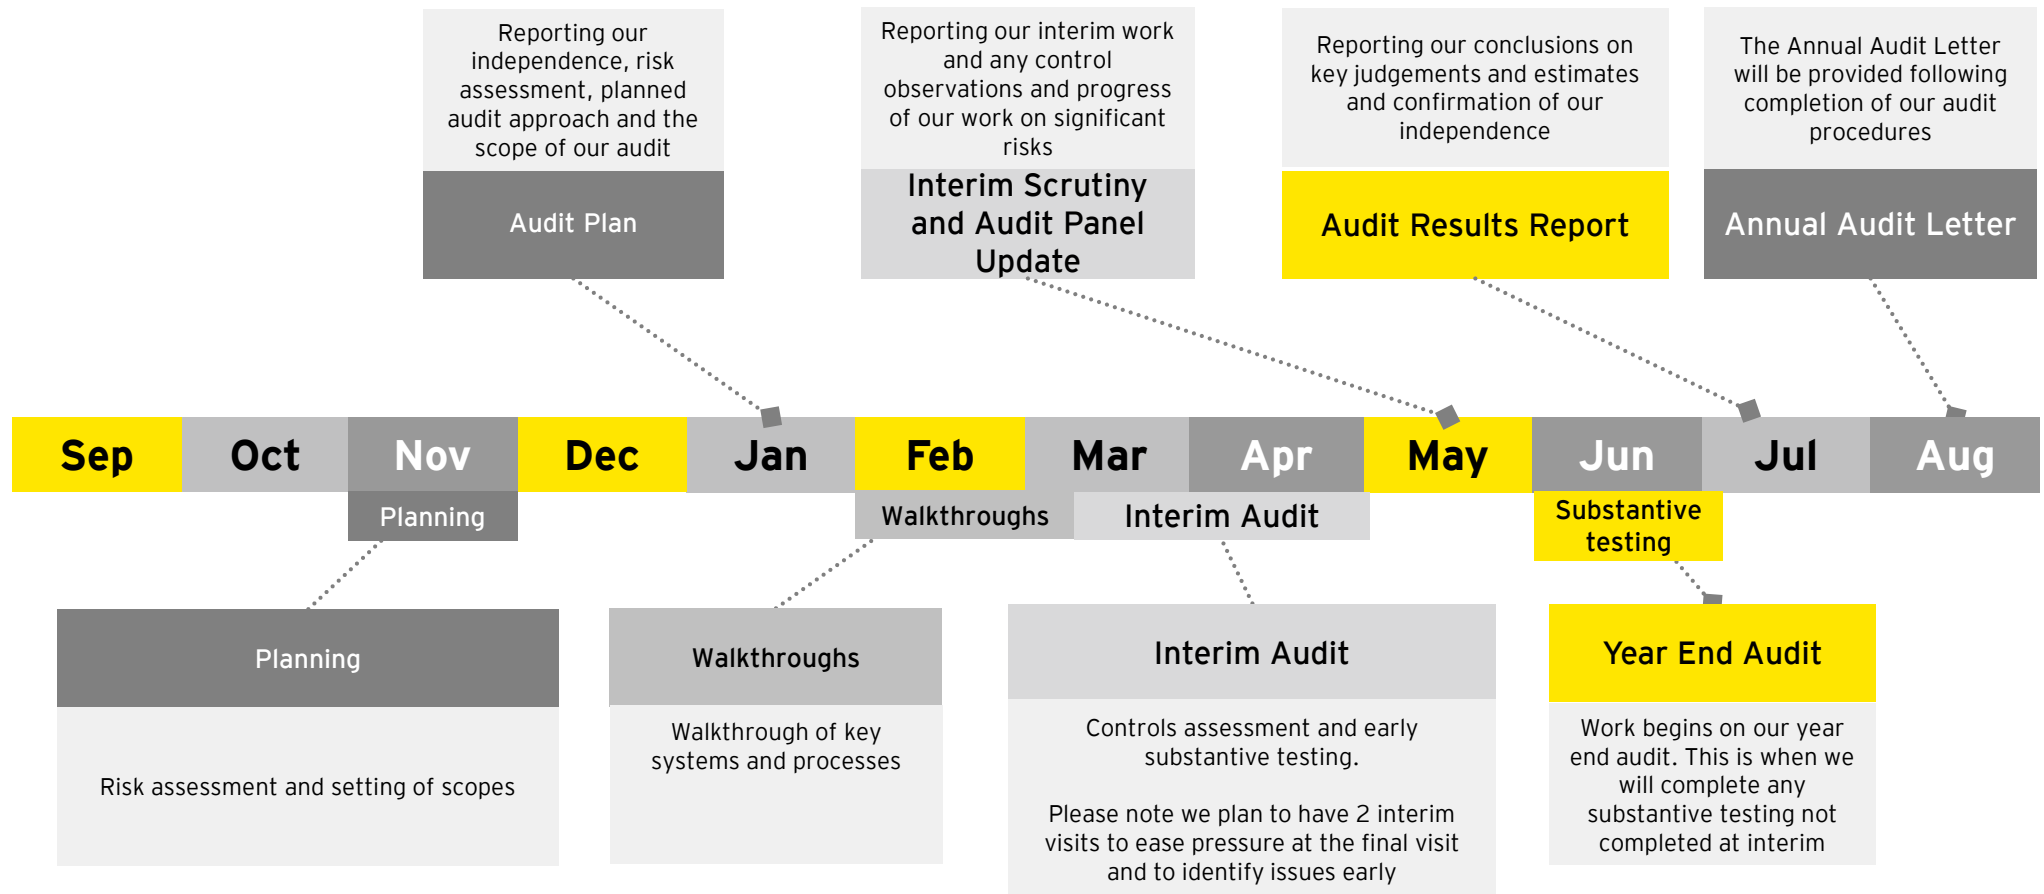 Reporting our
independence, risk
assessment, planned
audit approach and the
scope of our audit
Audit Plan
Reporting our interim work
and any control
observations and progress
of our work on significant
risks
Interim Scrutiny
and Audit Panel
Update
Reporting our conclusions on
key judgements and estimates
and confirmation of our
independence
Audit Results Report
The Annual Audit Letter
will be provided following
completion of our audit
procedures
Annual Audit Letter
Sep Oct Nov Dec Jan Feb Mar Apr May Jun Jul Aug
Planning
Walkthroughs
Interim Audit
Substantive
testing
Planning
Risk assessment and setting of scopes
Walkthroughs
Walkthrough of key
systems and processes
Interim Audit
Controls assessment and early
substantive testing.
Please note we plan to have 2 interim
visits to ease pressure at the final visit
and to identify issues early
Year End Audit
Work begins on our year
end audit. This is when we
will complete any
substantive testing not
completed at interim